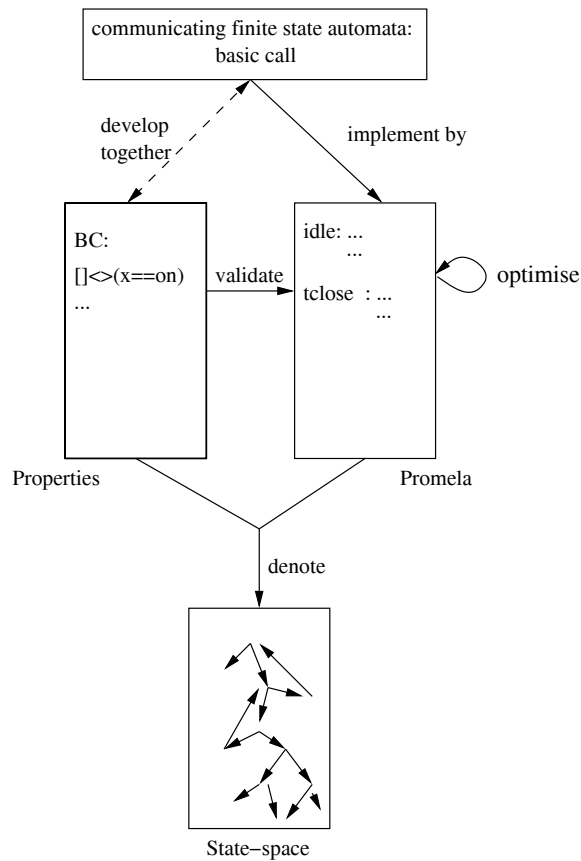 communicating finite state automata:
basic call
develop
together
implement by
BC:
[]<>(x==on)
...
validate
idle: ...
...
tclose : ...
...
optimise
Properties
Promela
denote
State−space